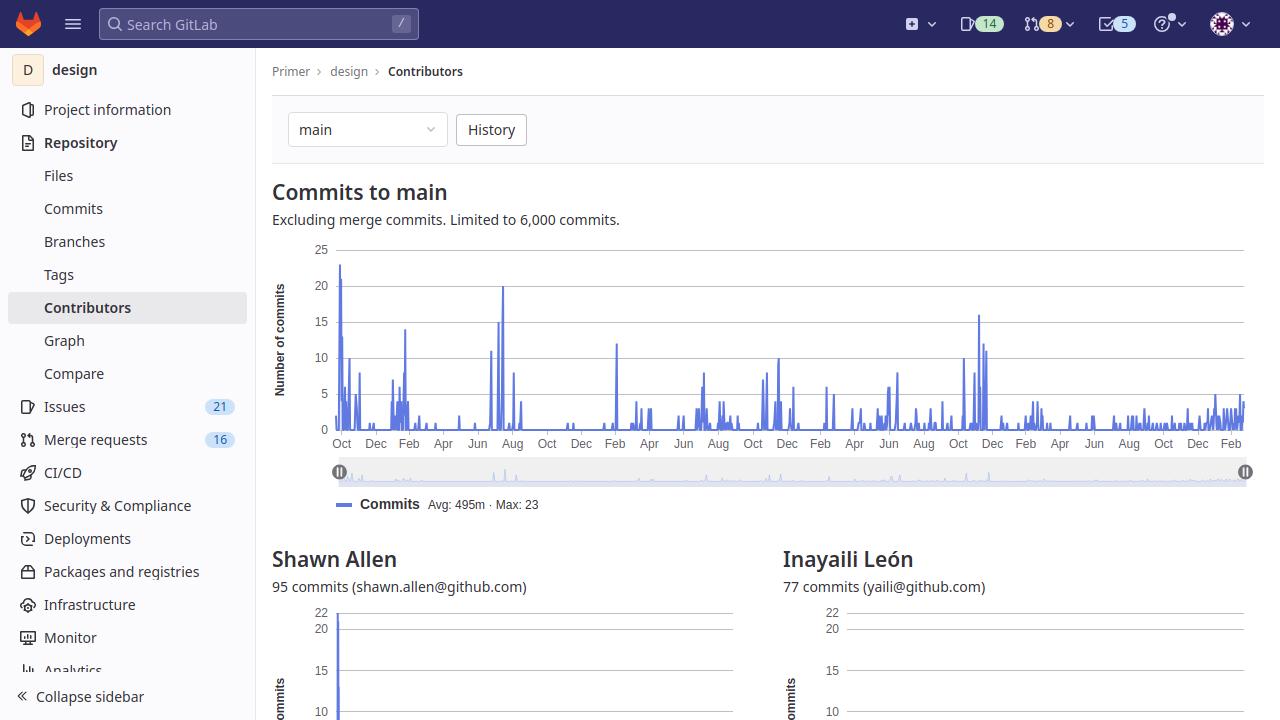 Search GitLab
/
14
8
5
D
design
Project information
Repository
Files
Commits
Branches
Tags
Contributors
Graph
Compare
Issues
21
Merge requests
16
CI/CD
Security & Compliance
Deployments
Packages and registries
Infrastructure
Monitor
Analytics
Collapse sidebar
Primer
design
Contributors
main
History
Commits to main
Excluding merge commits. Limited to 6,000 commits.
Number of commits
25
20
15
10
5
0
Oct Dec Feb Apr Jun Aug Oct Dec Feb Apr Jun Aug Oct Dec Feb Apr Jun Aug Oct Dec Feb Apr Jun Aug Oct Dec Feb
Commits Avg: 495m · Max: 23
Shawn Allen
95 commits (shawn.allen@github.com)
22
20
15
10
Inayaili León
77 commits (yaili@github.com)
22
20
15
10